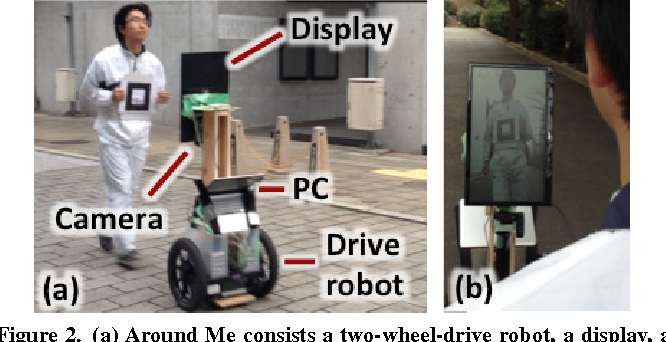 Display
PC
Camera
Drive
robot
(a)
(b)
Figure 2. (a) Around Me consists a two-wheel-drive robot, a display, a